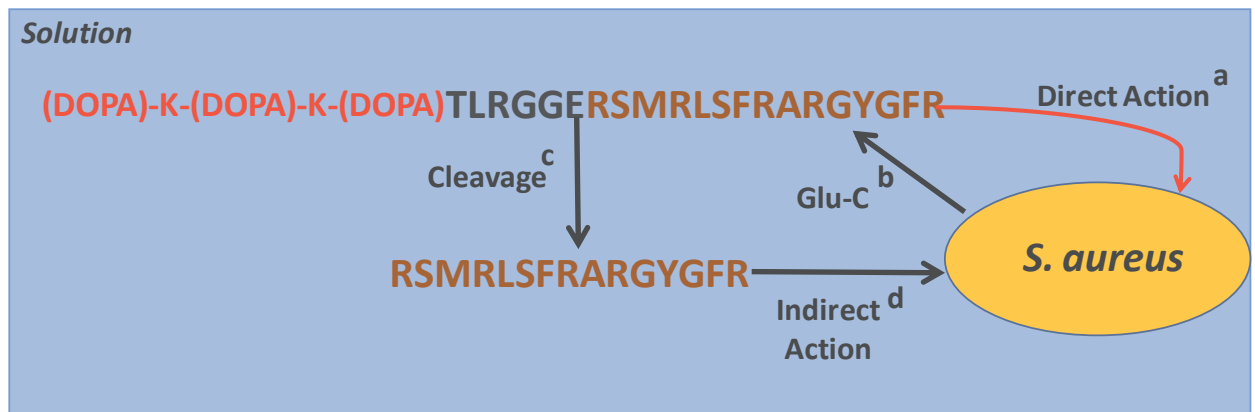 Solution
(DOPA)-K-(DOPA)-K-(DOPA)TLRGGERSMRLSFRARGYGFR
Direct Action a
Cleavage c
Glu-C b
RSMRLSFRARGYGFR
S. aureus
Indirect d
Action